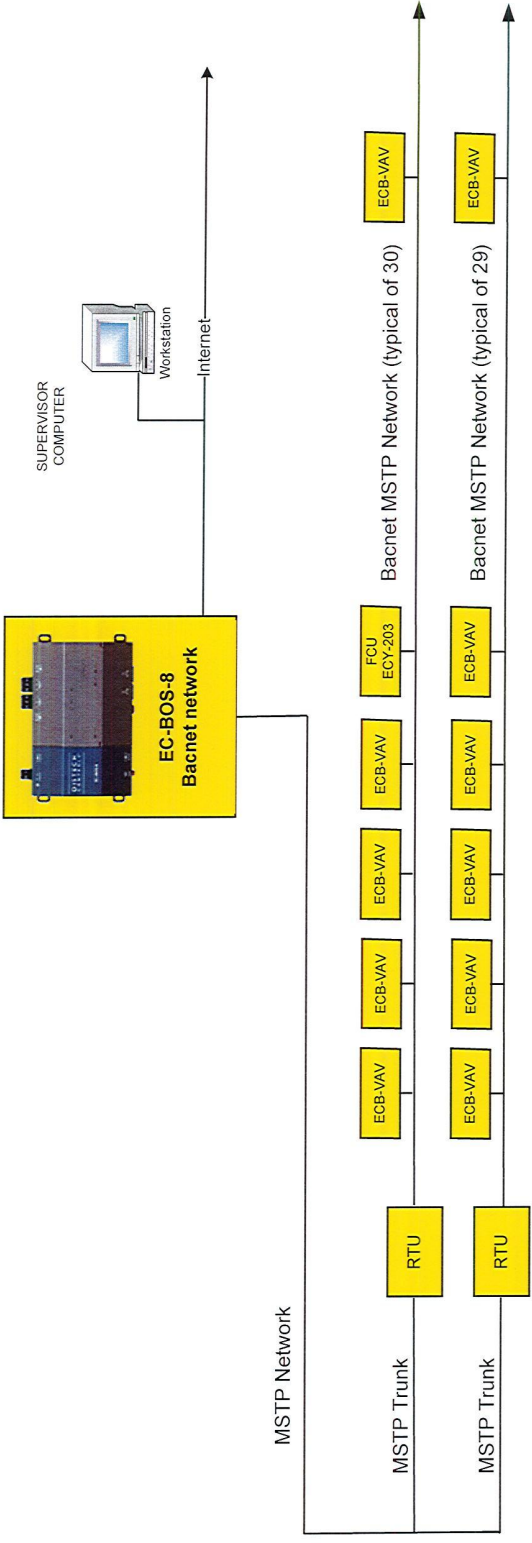 SUPERVISOR
COMPUTER
Workstation
Internet
EC-BOS-8
Bacnet network
MSTP Network
MSTP Trunk
RTU
ECB-VAV
ECB-VAV
ECB-VAV
ECB-VAV
FCU
ECY-203
Bacnet MSTP Network (typical of 30)
ECB-VAV
MSTP Trunk
RTU
ECB-VAV
ECB-VAV
ECB-VAV
ECB-VAV
ECB-VAV
Bacnet MSTP Network (typical of 29)
ECB-VAV